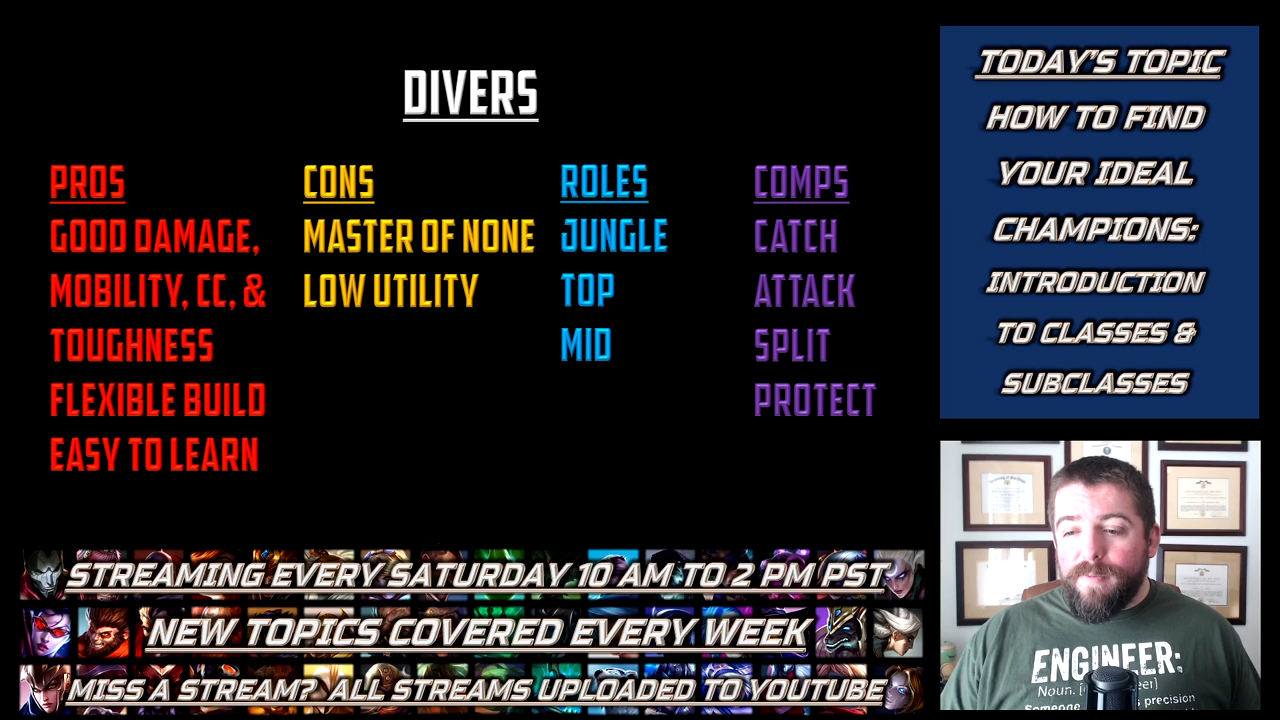 DIVERS
PROS
GOOD DAMAGE,
MOBILITY, CC, &
TOUGHNESS
FLEXIBLE BUILD
EASY TO LEARN
CONS
MASTER OF NONE
LOW UTILITY
ROLES
JUNGLE
TOP
MID
COMPS
CATCH
ATTACK
SPLIT
PROTECT
TODAY'S TOPIC
HOW TO FIND
YOUR IDEAL
CHAMPIONS:
INTRODUCTION
TO CLASSES &
SUBCLASSES
STREAMING EVERY SATURDAY 10 AM TO 2 PM PST
NEW TOPICS COVERED EVERY WEEK
MISS A STREAM? ALL STREAMS UPLOADED TO YOUTUBE
ENGINEER:
Noun.
Someone precision